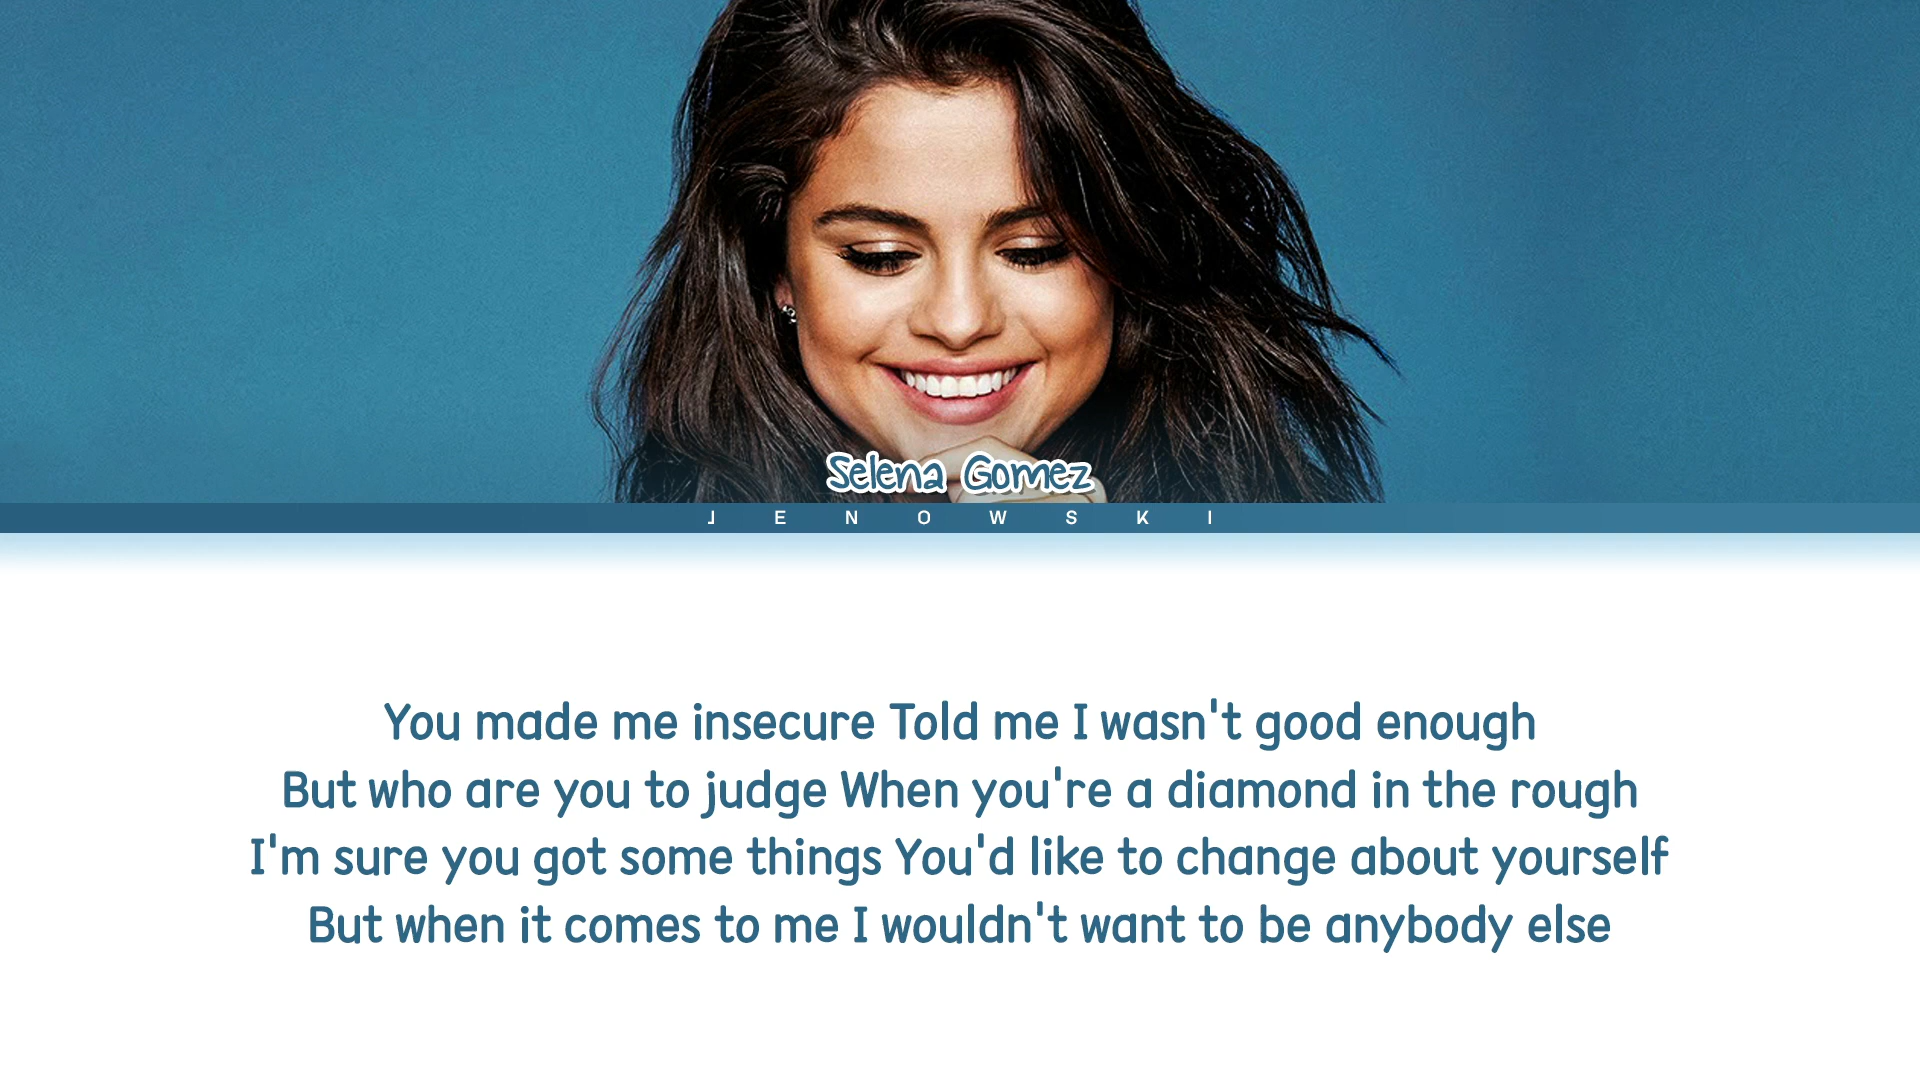 Selena Gomez
JENOWSKI
You made me insecure Told me I wasn't good enough
But who are you to judge When you're a diamond in the rough
I'm sure you got some things You'd like to change about yourself
But when it comes to me I wouldn't want to be anybody else